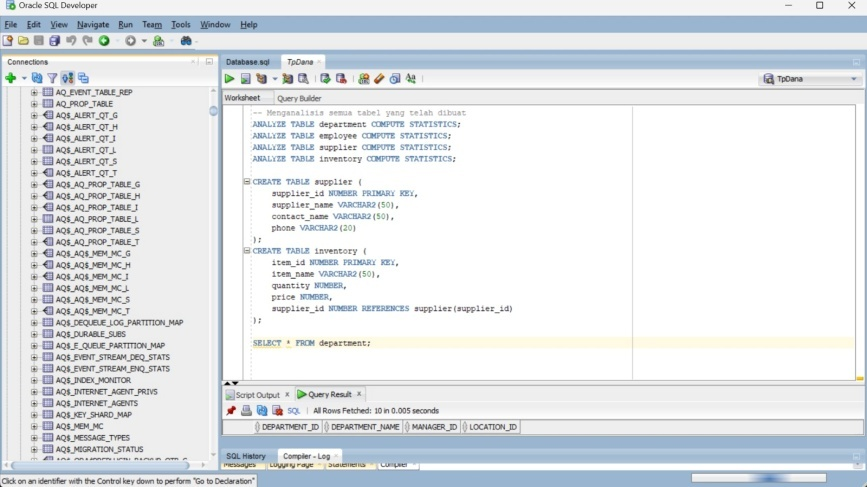 Oracle SQL Developer
File Edit View Navigate Run Team Tools Window Help
Connections
AQ_EVENT_TABLE_REP
AQ_PROP_TABLE
AQ$_ALERT_QT_G
AQ$_ALERT_QT_H
AQ$_ALERT_QT_I
AQ$_ALERT_QT_L
AQ$_ALERT_QT_S
AQ$_ALERT_QT_T
AQ$_AQ_PROP_TABLE_G
AQ$_AQ_PROP_TABLE_H
AQ$_AQ_PROP_TABLE_I
AQ$_AQ_PROP_TABLE_L
AQ$_AQ_PROP_TABLE_S
AQ$_AQ_PROP_TABLE_T
AQ$_AQ$_MEM_MC_G
AQ$_AQ$_MEM_MC_H
AQ$_AQ$_MEM_MC_I
AQ$_AQ$_MEM_MC_L
AQ$_AQ$_MEM_MC_S
AQ$_AQ$_MEM_MC_T
AQ$_DEQUEUE_LOG_PARTITION_MAP
AQ$_DURABLE_SUBS
AQ$_E_QUEUE_PARTITION_MAP
AQ$_EVENT_STREAM_DEQ_STATS
AQ$_EVENT_STREAM_ENQ_STATS
AQ$_INDEX_MONITOR
AQ$_INTERNET_AGENT_PRIVS
AQ$_INTERNET_AGENTS
AQ$_KEY_SHARD_MAP
AQ$_MEM_MC
AQ$_MESSAGE_TYPES
AQ$_MIGRATION_STATUS
Database.sql TpDana
TpDana
Worksheet Query Builder
-- Menganalisis semua tabel yang telah dibuat
ANALYZE TABLE department COMPUTE STATISTICS;
ANALYZE TABLE employee COMPUTE STATISTICS;
ANALYZE TABLE supplier COMPUTE STATISTICS;
ANALYZE TABLE inventory COMPUTE STATISTICS;
CREATE TABLE supplier (
supplier_id NUMBER PRIMARY KEY,
supplier_name VARCHAR2(50),
contact_name VARCHAR2(50),
phone VARCHAR2(20)
);
CREATE TABLE inventory (
item_id NUMBER PRIMARY KEY,
item_name VARCHAR2(50),
quantity NUMBER,
price NUMBER,
supplier_id NUMBER REFERENCES supplier(supplier_id)
);
SELECT * FROM department;
Script Output Query Result
SQL All Rows Fetched: 10 in 0.005 seconds
DEPARTMENT_ID DEPARTMENT_NAME MANAGER_ID LOCATION_ID
SQL History Compiler - Log
Messages Logging Page Statements Compiler
Click on an identifier with the Control key down to perform "Go to Declaration"